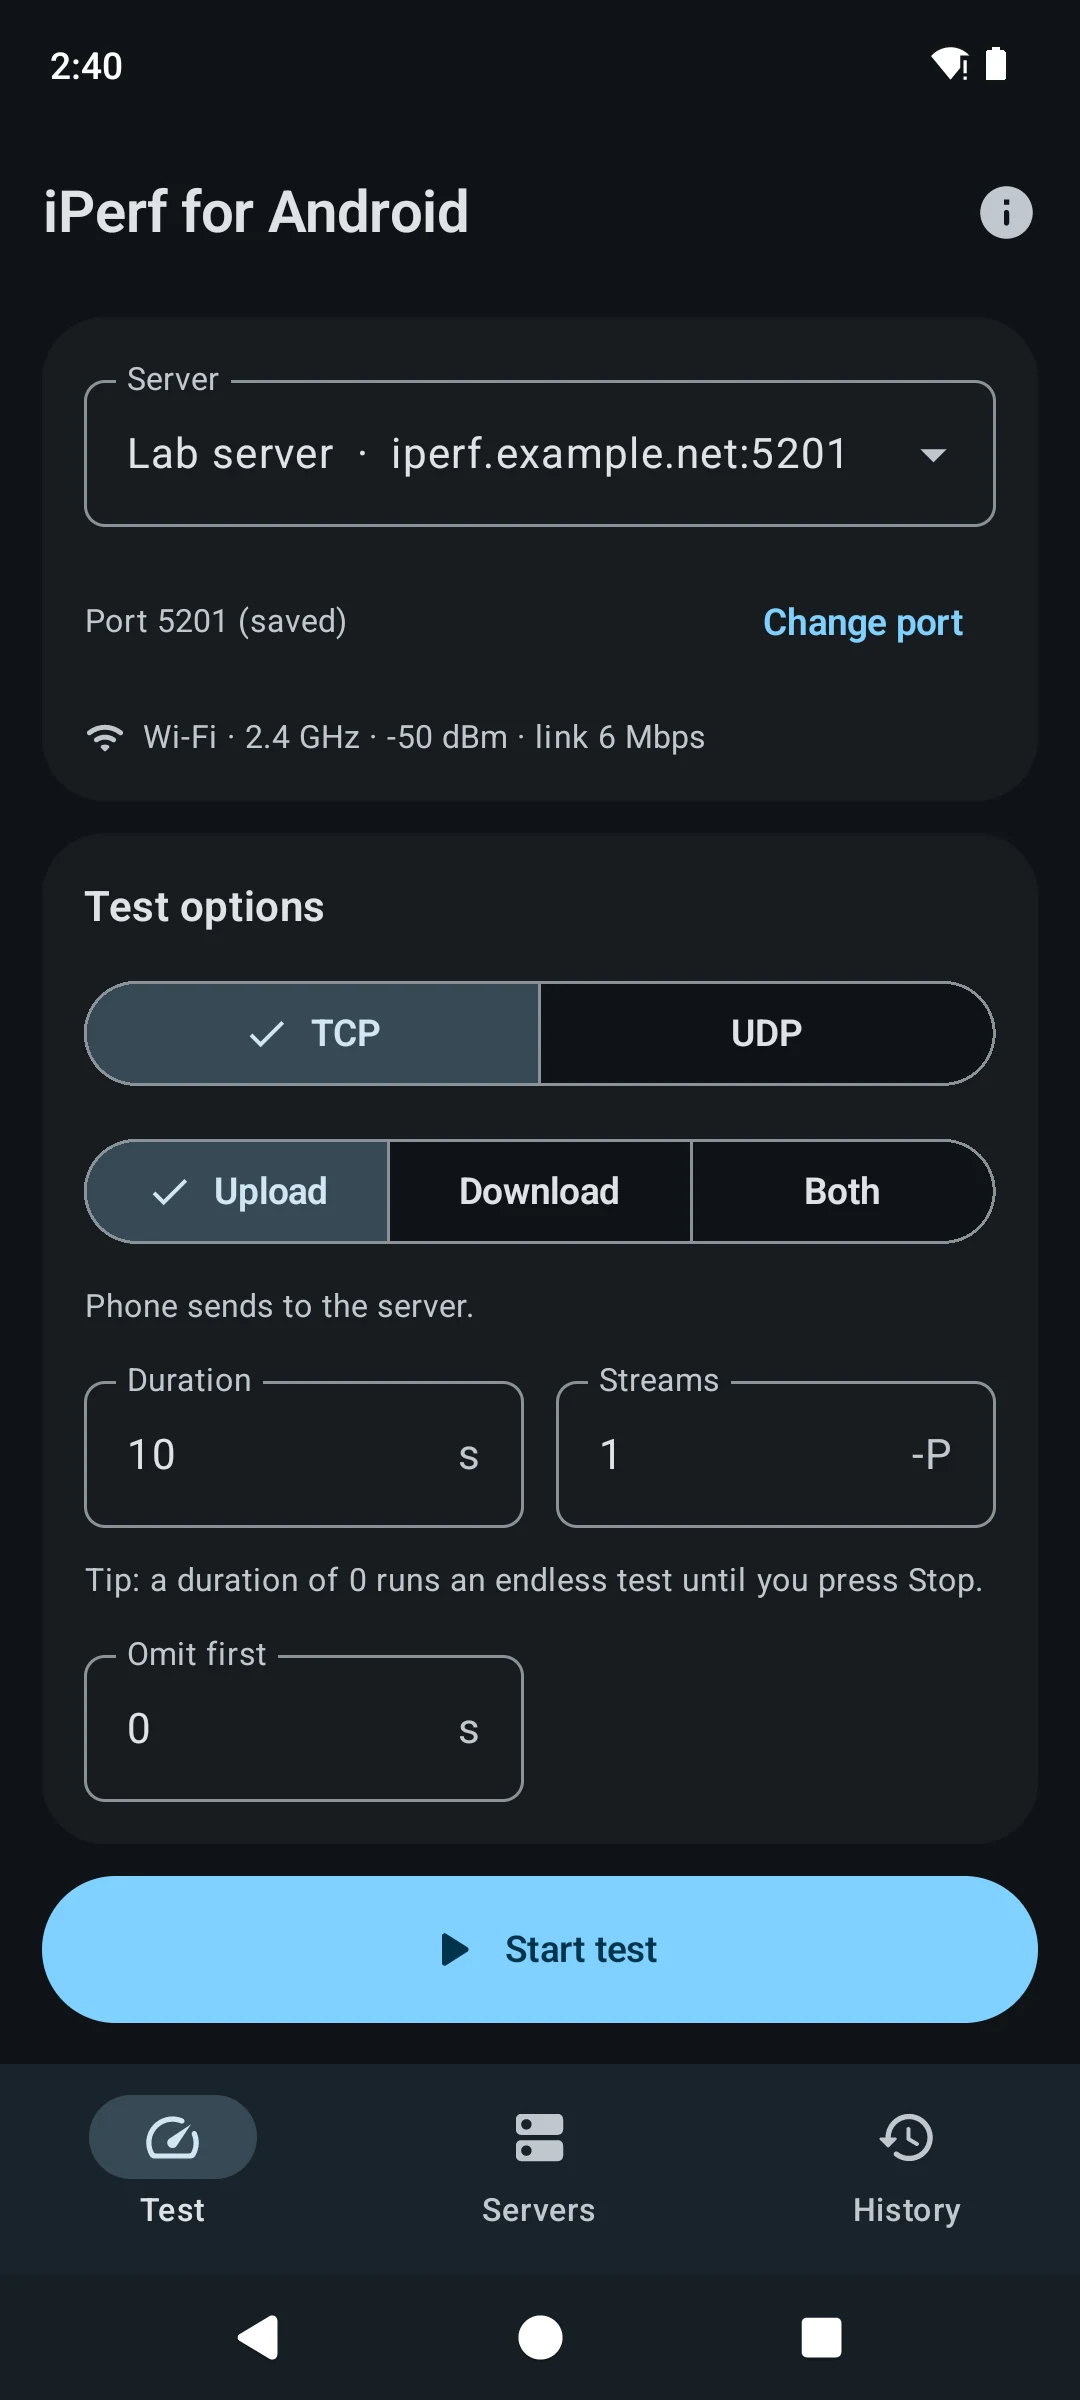 2:40
iPerf for Android
Server
Lab server · iperf.example.net:5201
Port 5201 (saved)
Change port
Wi-Fi · 2.4 GHz · -50 dBm · link 6 Mbps
Test options
TCP
UDP
Upload
Download
Both
Phone sends to the server.
Duration
10 s
Streams
1 -P
Tip: a duration of 0 runs an endless test until you press Stop.
Omit first
0 s
Start test
Test
Servers
History